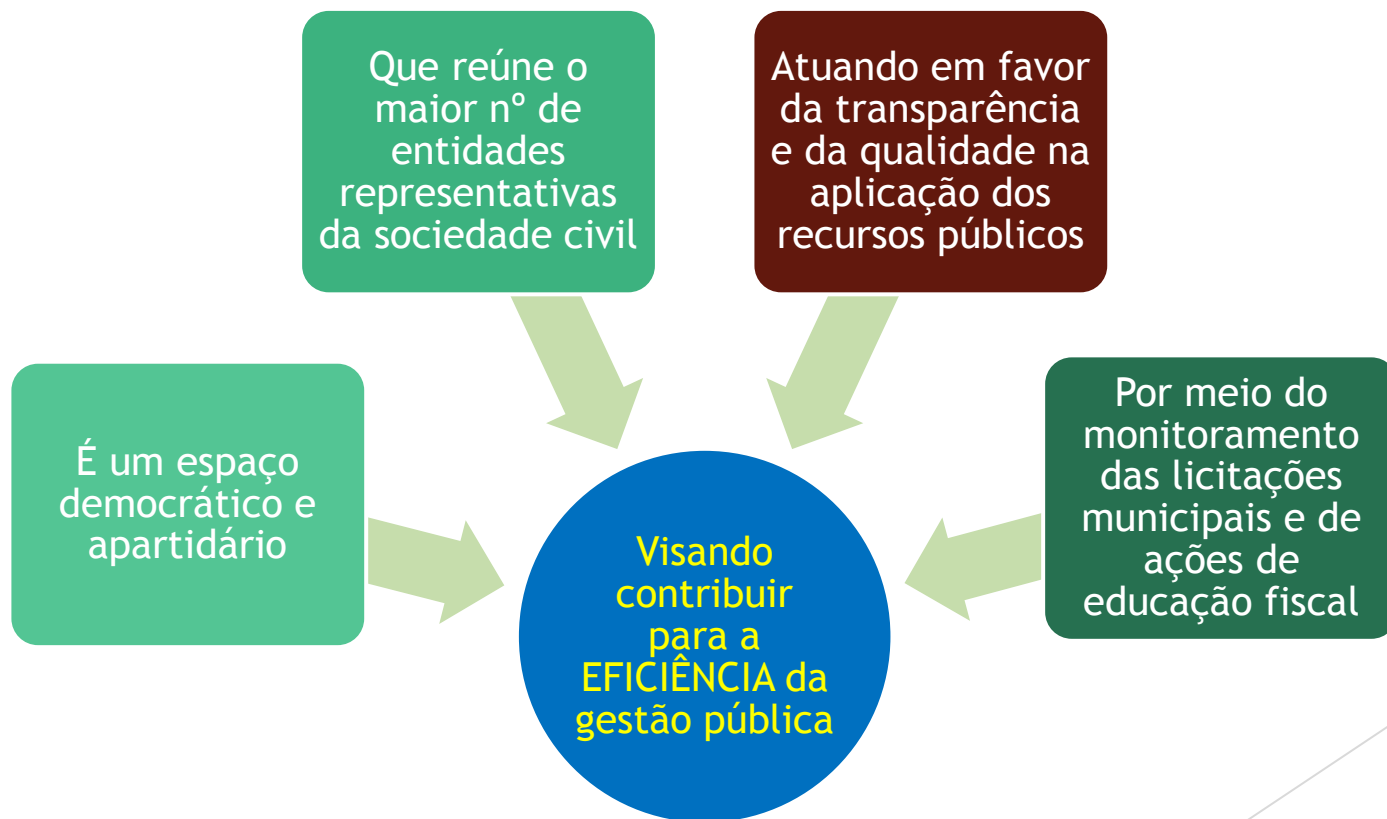 É um espaço
democrático e
apartidário
Que reúne o
maior nº de
entidades
representativas
da sociedade civil
Atuando em favor
da transparência
e da qualidade na
aplicação dos
recursos públicos
Por meio do
monitoramento
das licitações
municipais e de
ações de
educação fiscal
Visando
contribuir
para a
EFICIÊNCIA da
gestão pública